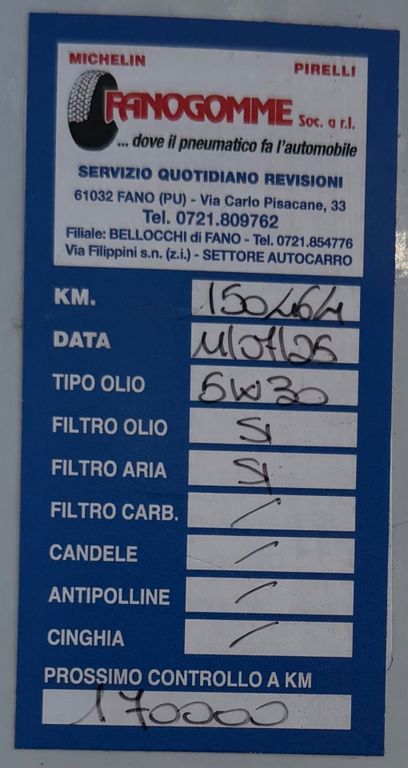 MICHELIN PIRELLI
FANOGOMME Soc. a r.l.
... dove il pneumatico fa l'automobile
SERVIZIO QUOTIDIANO REVISIONI
61032 FANO (PU) - Via Carlo Pisacane, 33
Tel. 0721.809762
Filiale: BELLOCCHI di FANO - Tel. 0721.854776
Via Filippini s.n. (z.i.) - SETTORE AUTOCARRO
KM. 150464
DATA 11/07/25
TIPO OLIO 5W30
FILTRO OLIO SI
FILTRO ARIA SI
FILTRO CARB. /
CANDELE /
ANTIPOLLINE /
CINGHIA /
PROSSIMO CONTROLLO A KM
170000